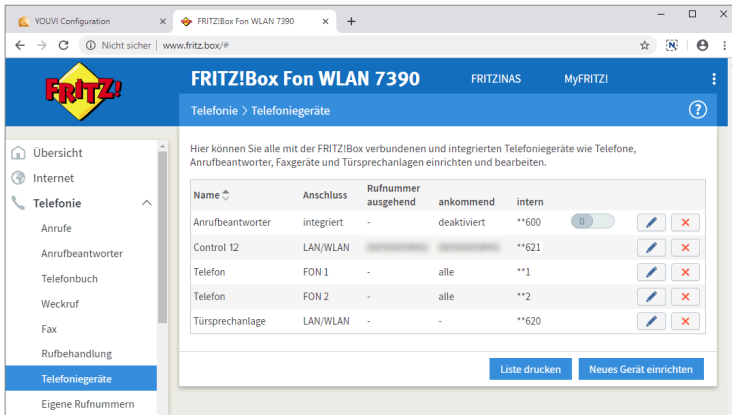 YOUVI Configuration
FRITZ!Box Fon WLAN 7390
Nicht sicher | www.fritz.box/#
FRITZ!
FRITZ!Box Fon WLAN 7390
FRITZ!NAS
MyFRITZ!
Telefonie > Telefoniegeräte
?
Übersicht
Internet
Telefonie
Anrufe
Anrufbeantworter
Telefonbuch
Weckruf
Fax
Rufbehandlung
Telefoniegeräte
Eigene Rufnummern
Hier können Sie alle mit der FRITZ!Box verbundenen und integrierten Telefoniegeräte wie Telefone,
Anrufbeantworter, Faxgeräte und Türsprechanlagen einrichten und bearbeiten.
Name Anschluss Rufnummer ausgehend ankommend intern
Anrufbeantworter integriert - deaktiviert **600 0
Control 12 LAN/WLAN **621
Telefon FON 1 - alle **1
Telefon FON 2 - alle **2
Türsprechanlage LAN/WLAN - - **620
Liste drucken
Neues Gerät einrichten